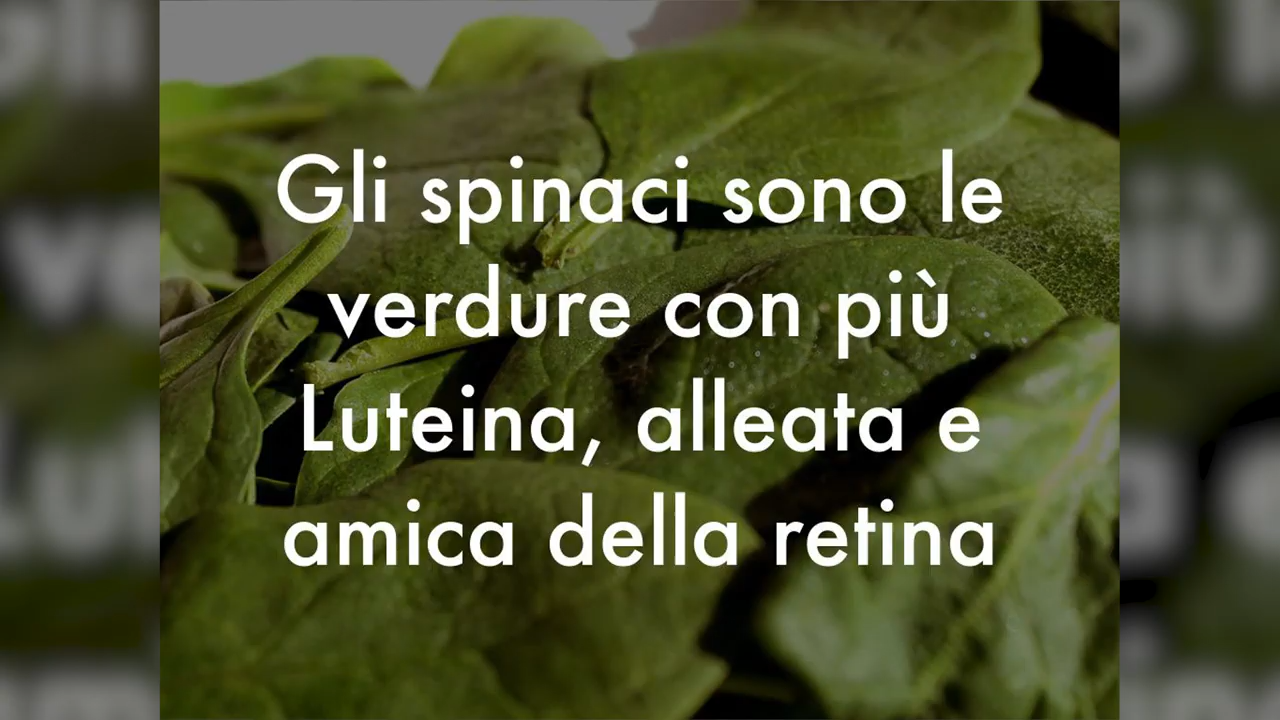 Gli spinaci sono le
verdure con più
Luteina, alleata e
amica della retina